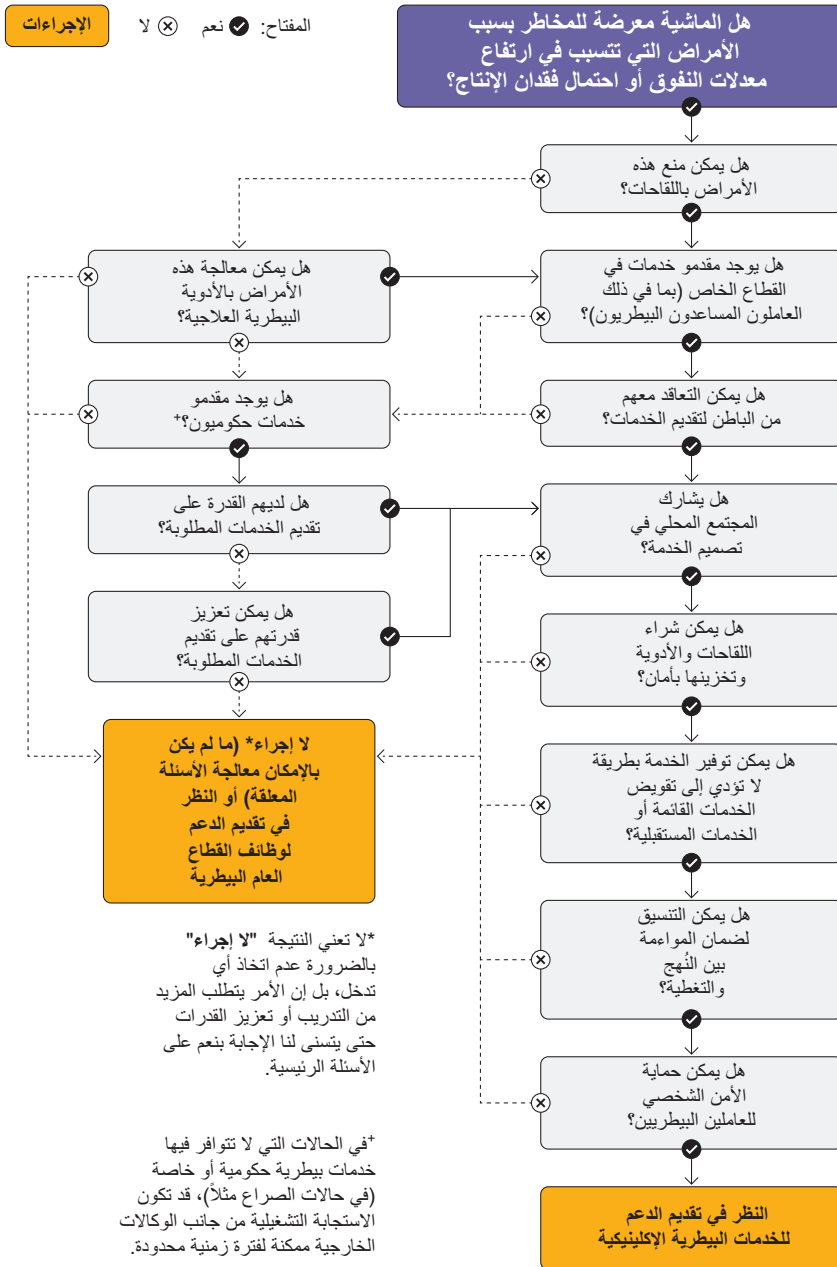 هل الماشية معرضة للمخاطر بسبب
الأمراض التي تتسبب في ارتفاع
معدلات النفوق أو احتمال فقدان الإنتاج؟
المفتاح: نعم لا
الإجراءات
هل يمكن منع هذه
الأمراض باللقاحات؟
هل يوجد مقدمو خدمات في
القطاع الخاص (بما في ذلك
العاملون المساعدون البيطريون)؟
هل يمكن معالجة هذه
الأمراض بالأدوية
البيطرية العلاجية؟
هل يمكن التعاقد معهم
من الباطن لتقديم الخدمات؟
هل يوجد مقدمو
خدمات حكوميون؟+
هل يشارك
المجتمع المحلي في
تصميم الخدمة؟
هل لديهم القدرة على
تقديم الخدمات المطلوبة؟
هل يمكن شراء
اللقاحات والأدوية
وتخزينها بأمان؟
هل يمكن تعزيز
قدرتهم على تقديم
الخدمات المطلوبة؟
هل يمكن توفير الخدمة بطريقة
لا تؤدي إلى تقويض
الخدمات القائمة أو
الخدمات المستقبلية؟
لا إجراء* (ما لم يكن
بالإمكان معالجة الأسئلة
المعلقة) أو النظر
في تقديم الدعم
لوظائف القطاع
العام البيطرية
هل يمكن التنسيق
لضمان المواءمة
بين النُهج
والتغطية؟
هل يمكن حماية
الأمن الشخصي
للعاملين البيطريين؟
النظر في تقديم الدعم
للخدمات البيطرية الإكلينيكية
*لا تعني النتيجة "لا إجراء"
بالضرورة عدم اتخاذ أي
تدخل، بل إن الأمر يتطلب المزيد
من التدريب أو تعزيز القدرات
حتى يتسنى لنا الإجابة بنعم على
الأسئلة الرئيسية.
+في الحالات التي لا تتوافر فيها
خدمات بيطرية حكومية أو خاصة
(في حالات الصراع مثلاً)، قد تكون
الاستجابة التشغيلية من جانب الوكالات
الخارجية ممكنة لفترة زمنية محدودة.